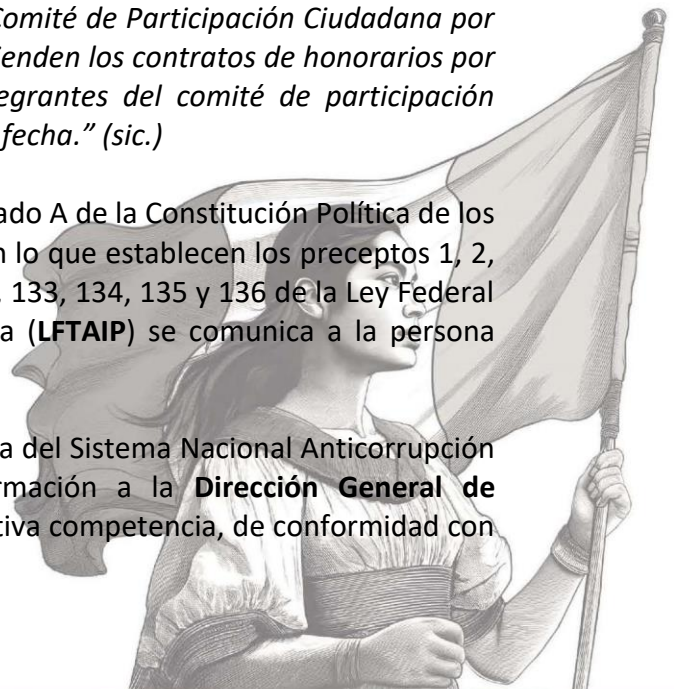 Comité de Participación Ciudadana por
ienden los contratos de honorarios por
egrantes del comité de participación
fecha.” (sic.)
ado A de la Constitución Política de los
n lo que establecen los preceptos 1, 2,
133, 134, 135 y 136 de la Ley Federal
a (LFTAIP) se comunica a la persona
a del Sistema Nacional Anticorrupción
rmación a la Dirección General de
tiva competencia, de conformidad con